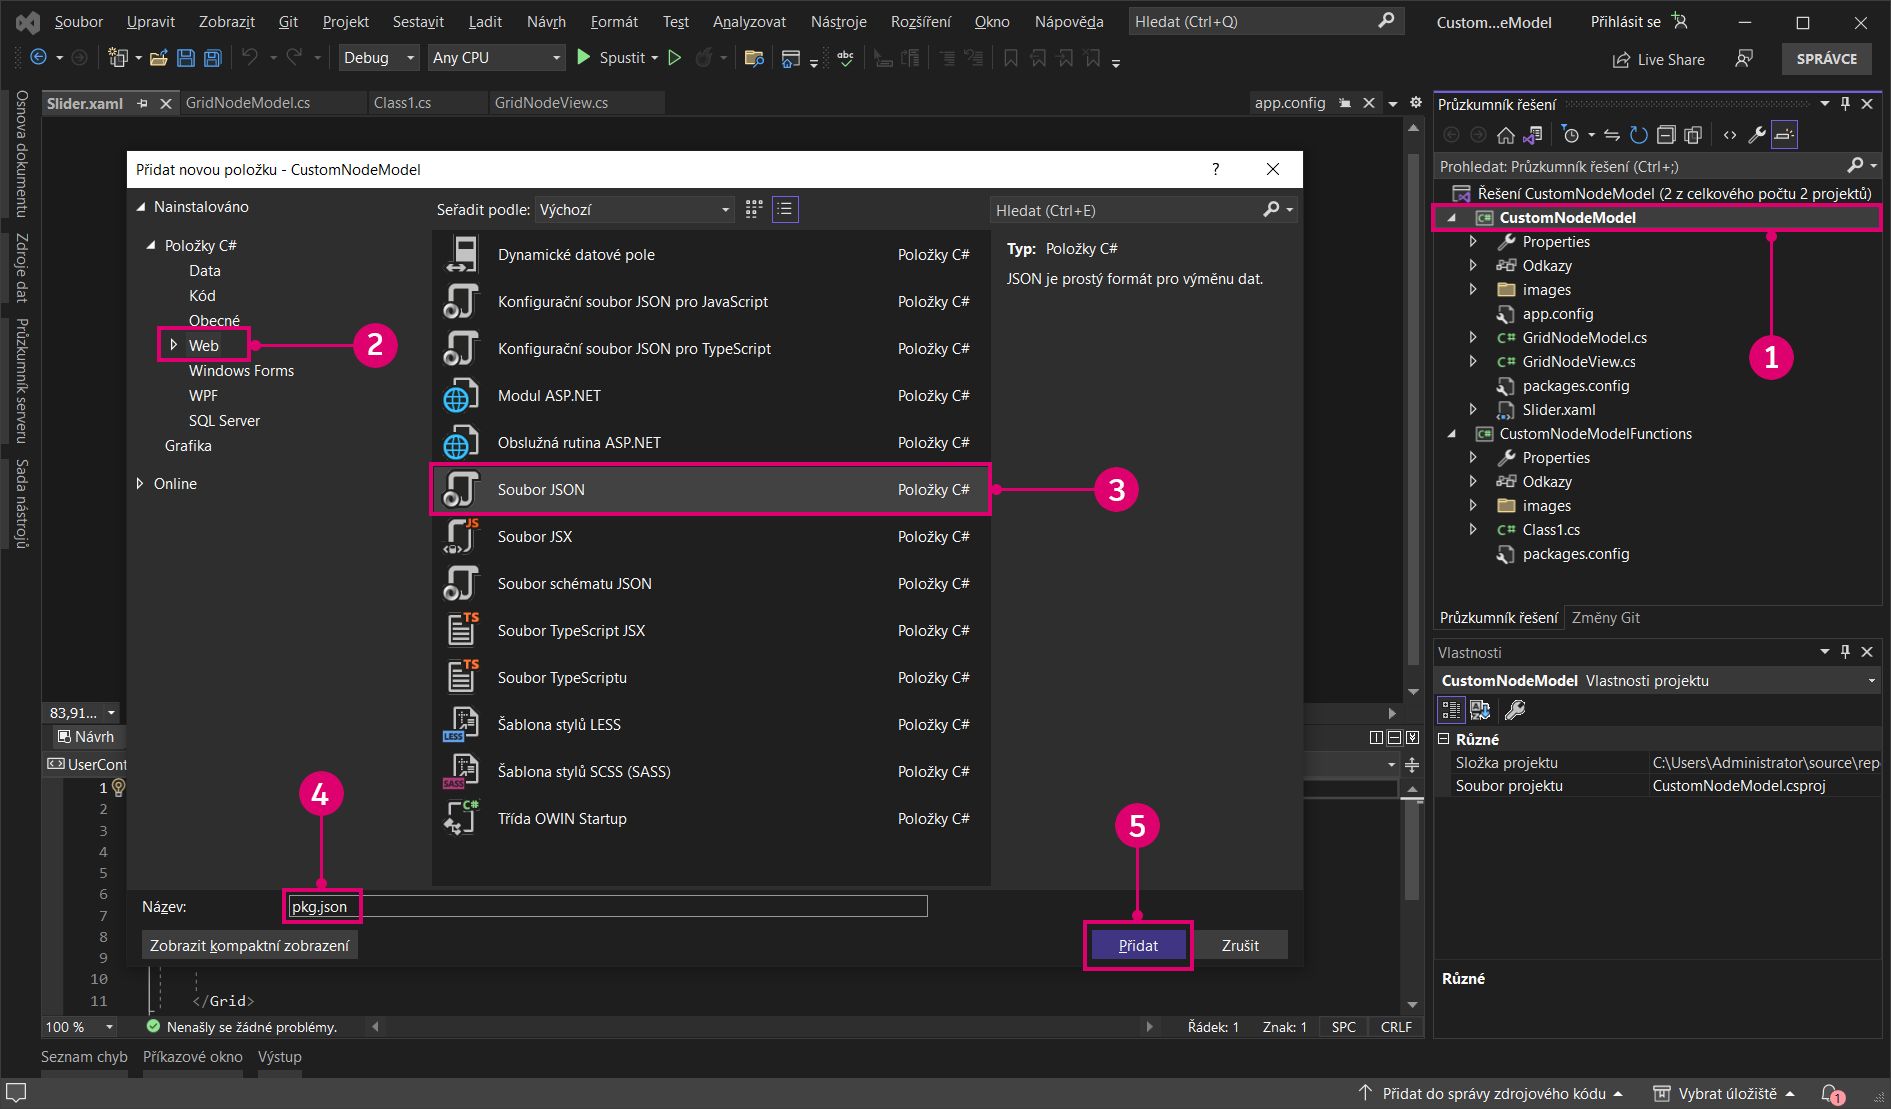 Soubor Upravit Zobrazit Git Projekt Sestavit Ladit Návrh Formát Test Analyzovat Nástroje Rozšíření Okno Nápověda Hledat (Ctrl+Q) Custom...eModel Přihlásit se
Debug Any CPU Spustit abc Live Share SPRÁVCE
Slider.xaml GridNodeModel.cs Class1.cs GridNodeView.cs app.config
Osnova dokumentu
Zdroje dat
Průzkumník serveru
Sada nástrojů
Přidat novou položku - CustomNodeModel ?
Nainstalováno
Položky C#
Data
Kód
Obecné
Web
Windows Forms
WPF
SQL Server
Grafika
Online
2
Seřadit podle: Výchozí
Dynamické datové pole Položky C#
Konfigurační soubor JSON pro JavaScript Položky C#
Konfigurační soubor JSON pro TypeScript Položky C#
Modul ASP.NET Položky C#
Obslužná rutina ASP.NET Položky C#
Soubor JSON Položky C#
JS
Soubor JSX Položky C#
Soubor schématu JSON Položky C#
TS
Soubor TypeScript JSX Položky C#
TS
Soubor TypeScriptu Položky C#
LESS
Šablona stylů LESS Položky C#
SASS
Šablona stylů SCSS (SASS) Položky C#
C#
Třída OWIN Startup Položky C#
3
Hledat (Ctrl+E)
Typ: Položky C#
JSON je prostý formát pro výměnu dat.
4
5
Název: pkg.json
Zobrazit kompaktní zobrazení Přidat Zrušit
83,91...
Návrh
UserCont
1
2
3
4
5
6
7
8
9
10
11 </Grid>
100 % Nenašly se žádné problémy. Řádek: 1 Znak: 1 SPC CRLF
Seznam chyb Příkazové okno Výstup
Průzkumník řešení
Prohledat: Průzkumník řešení (Ctrl+;)
Řešení CustomNodeModel (2 z celkového počtu 2 projektů)
C# CustomNodeModel
Properties
Odkazy
images
app.config
C# GridNodeModel.cs
C# GridNodeView.cs
packages.config
Slider.xaml
C# CustomNodeModelFunctions
Properties
Odkazy
images
C# Class1.cs
packages.config
1
Průzkumník řešení Změny Git
Vlastnosti
CustomNodeModel Vlastnosti projektu
Různé
Složka projektu C:\Users\Administrator\source\rep
Soubor projektu CustomNodeModel.csproj
Různé
Přidat do správy zdrojového kódu Vybrat úložiště 1